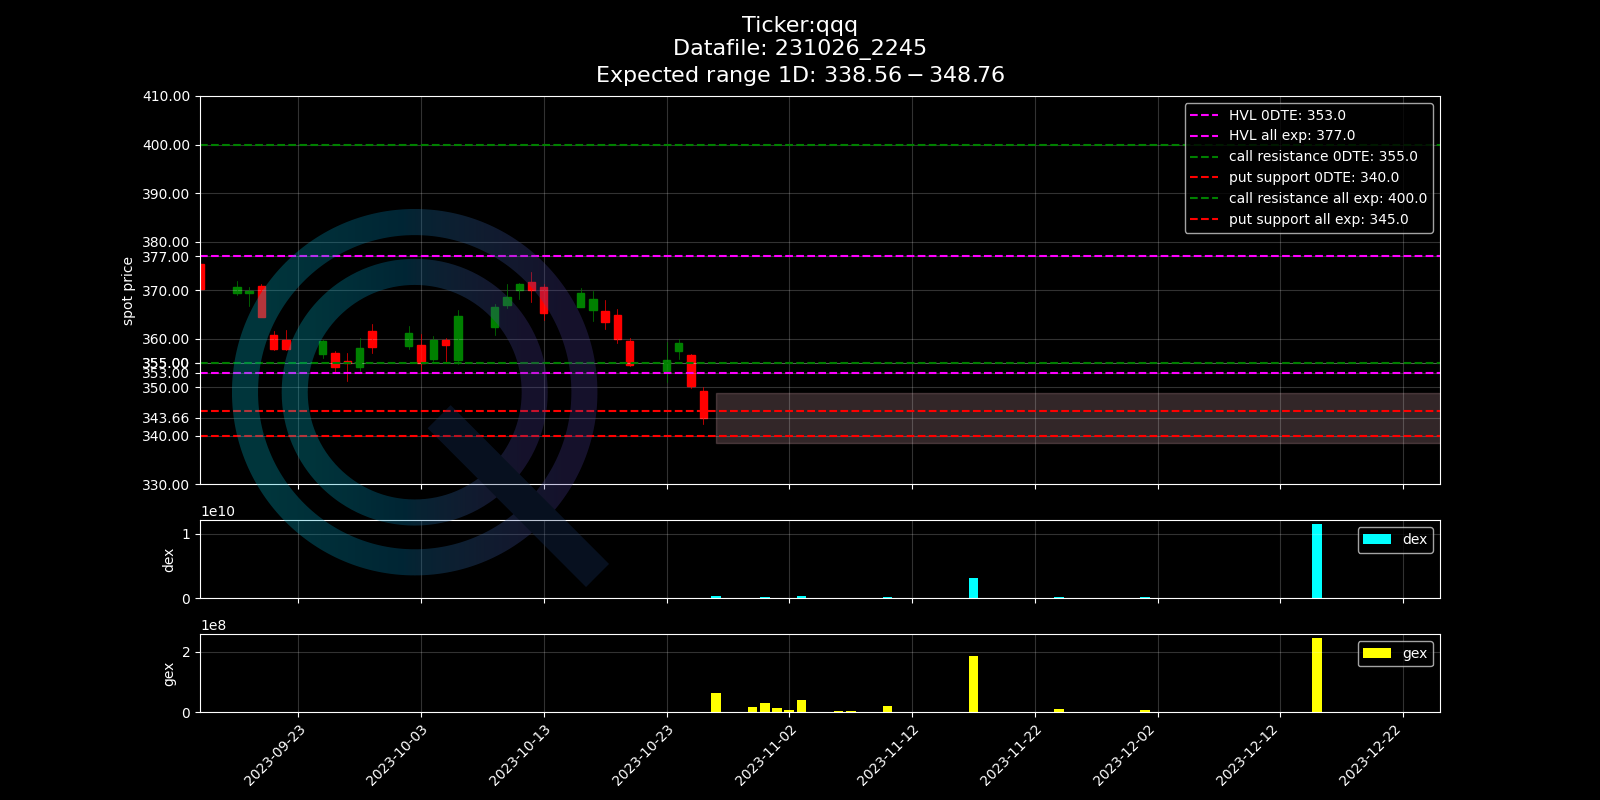 Ticker:qqq
Datafile: 231026_2245
Expected range 1D: 338.56 − 348.76
410.00
400.00
390.00
380.00
377.00
370.00
360.00
355.00
353.00
350.00
343.66
340.00
330.00
spot price
HVL 0DTE: 353.0
HVL all exp: 377.0
call resistance 0DTE: 355.0
put support 0DTE: 340.0
call resistance all exp: 400.0
put support all exp: 345.0
1e10
1
0
dex
dex
1e8
2
0
gex
gex
2023-09-23
2023-10-03
2023-10-13
2023-10-23
2023-11-02
2023-11-12
2023-11-22
2023-12-02
2023-12-12
2023-12-22